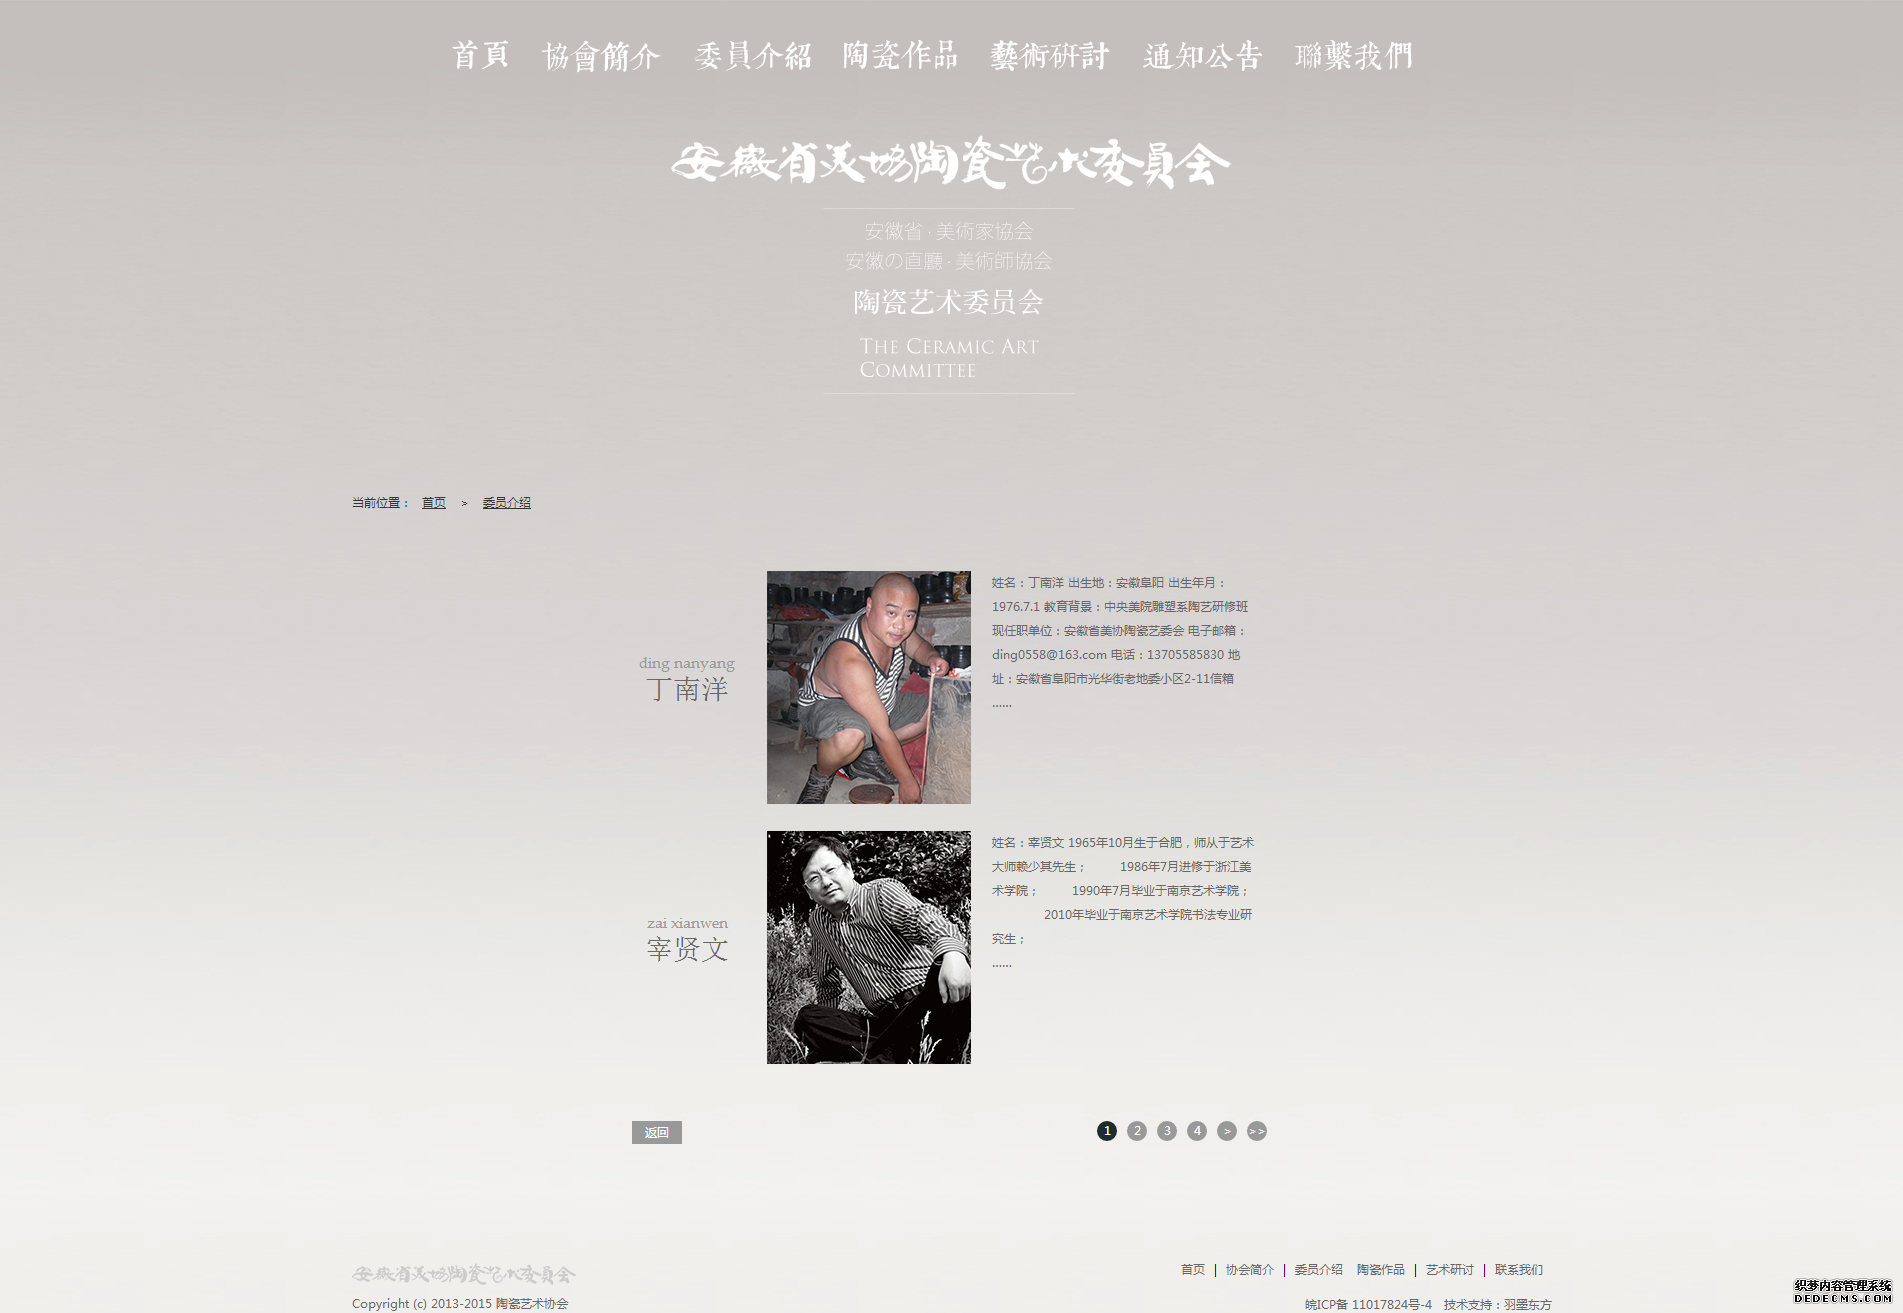 首頁 協會簡介 委員介紹 陶瓷作品 藝術研討 通知公告 聯繫我們
安徽省美协陶瓷艺术委員会
安徽省·美術家協会
安徽の直廳·美術師協会
陶瓷艺术委员会
THE CERAMIC ART
COMMITTEE
当前位置： 首页 > 委员介绍
姓名：丁南洋 出生地：安徽阜阳 出生年月：
1976.7.1 教育背景：中央美院雕塑系陶艺研修班
现任职单位：安徽省美协陶瓷艺委会 电子邮箱：
ding0558@163.com 电话：13705585830 地
址：安徽省阜阳市光华街老地委小区2-11信箱
......
ding nanyang
丁南洋
姓名：宰贤文 1965年10月生于合肥，师从于艺术
大师赖少其先生； 1986年7月进修于浙江美
术学院； 1990年7月毕业于南京艺术学院；
2010年毕业于南京艺术学院书法专业研
究生；
......
zai xianwen
宰贤文
返回 1 2 3 4 > >>
安徽省美协陶瓷艺术委員会
首页 | 协会简介 | 委员介绍 陶瓷作品 | 艺术研讨 | 联系我们
Copyright (c) 2013-2015 陶瓷艺术协会
皖ICP备 11017824号-4 技术支持：羽墨东方
织梦内容管理系统
DEDECMS.COM